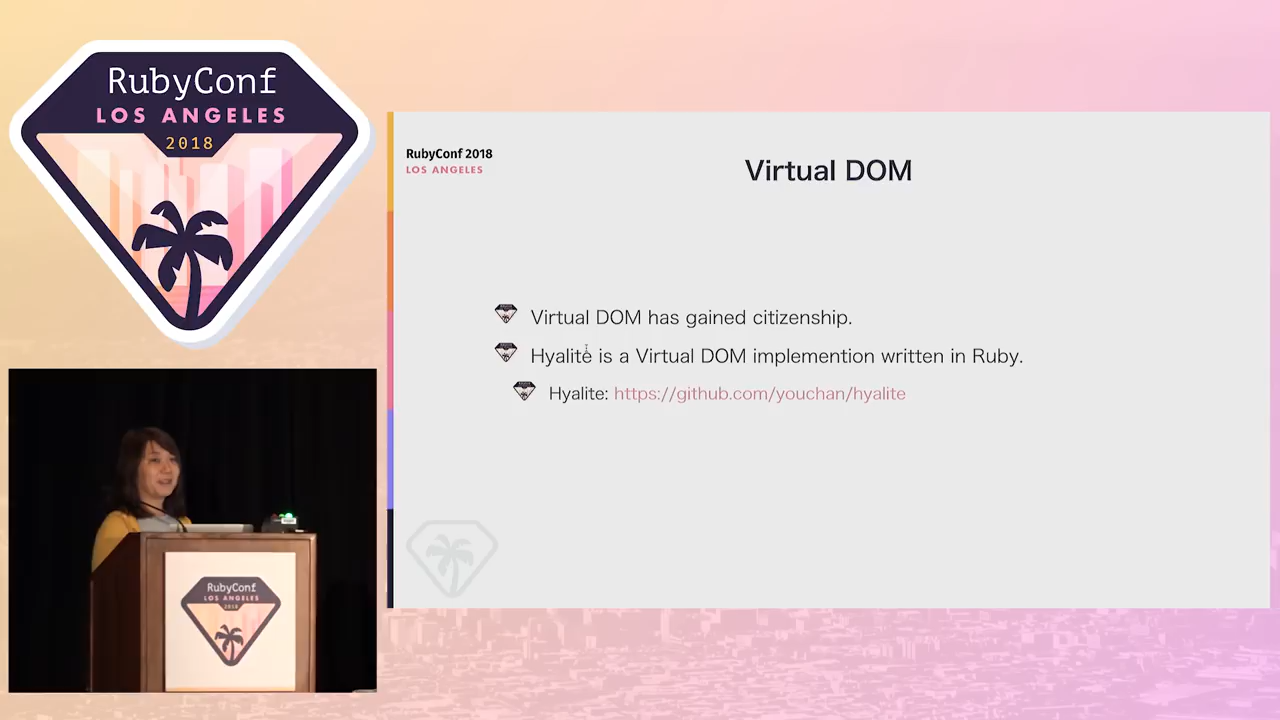 RubyConf
LOS ANGELES
2018
RubyConf 2018
LOS ANGELES
Virtual DOM
Virtual DOM has gained citizenship.
Hyalite is a Virtual DOM implemention written in Ruby.
Hyalite: https://github.com/youchan/hyalite
RubyConf
LOS ANGELES
2018